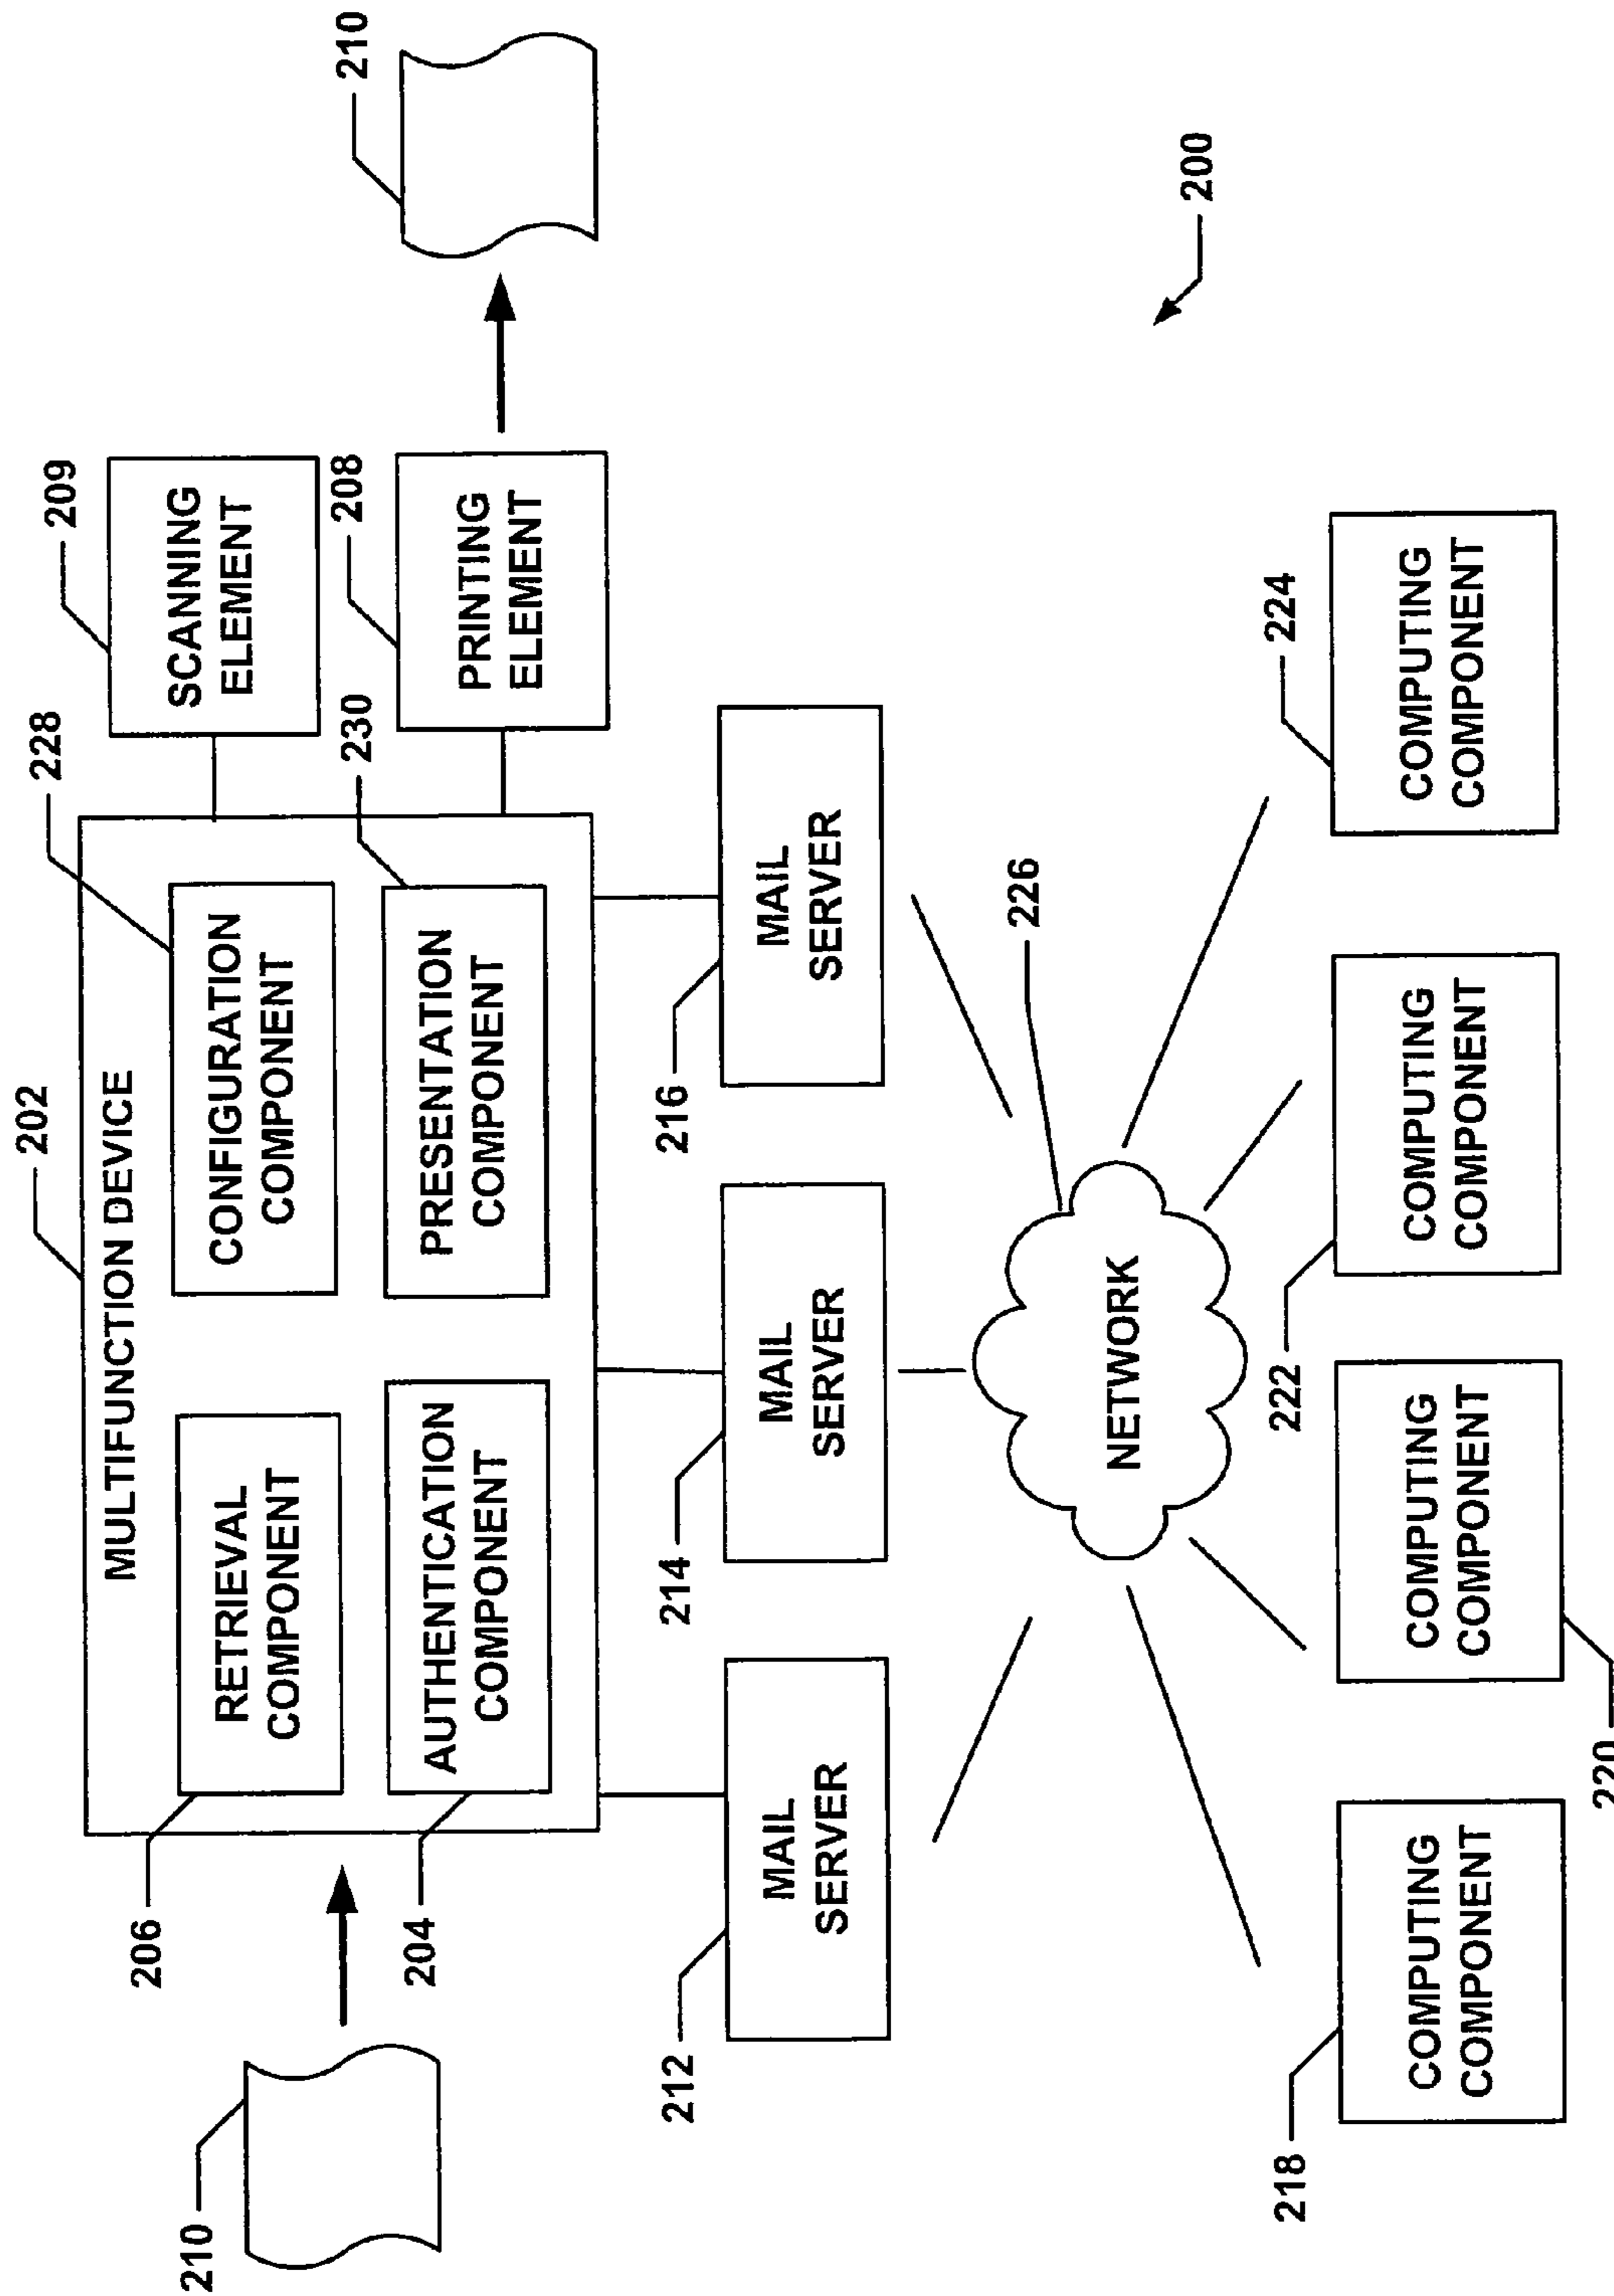 202
MULTIFUNCTION DEVICE
228
209
206
RETRIEVAL
COMPONENT
CONFIGURATION
COMPONENT
SCANNING
ELEMENT
210
210
204
AUTHENTICATION
COMPONENT
PRESENTATION
COMPONENT
230
208
PRINTING
ELEMENT
212
MAIL
SERVER
214
MAIL
SERVER
216
MAIL
SERVER
226
NETWORK
200
218
COMPUTING
COMPONENT
220
COMPUTING
COMPONENT
222
COMPUTING
COMPONENT
224
COMPUTING
COMPONENT